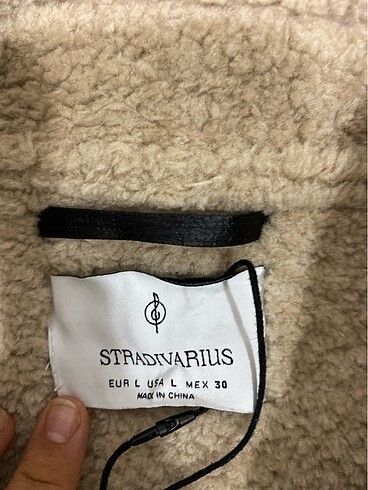 STRADIVARIUS
EUR L USA L MEX 30
MADE IN CHINA